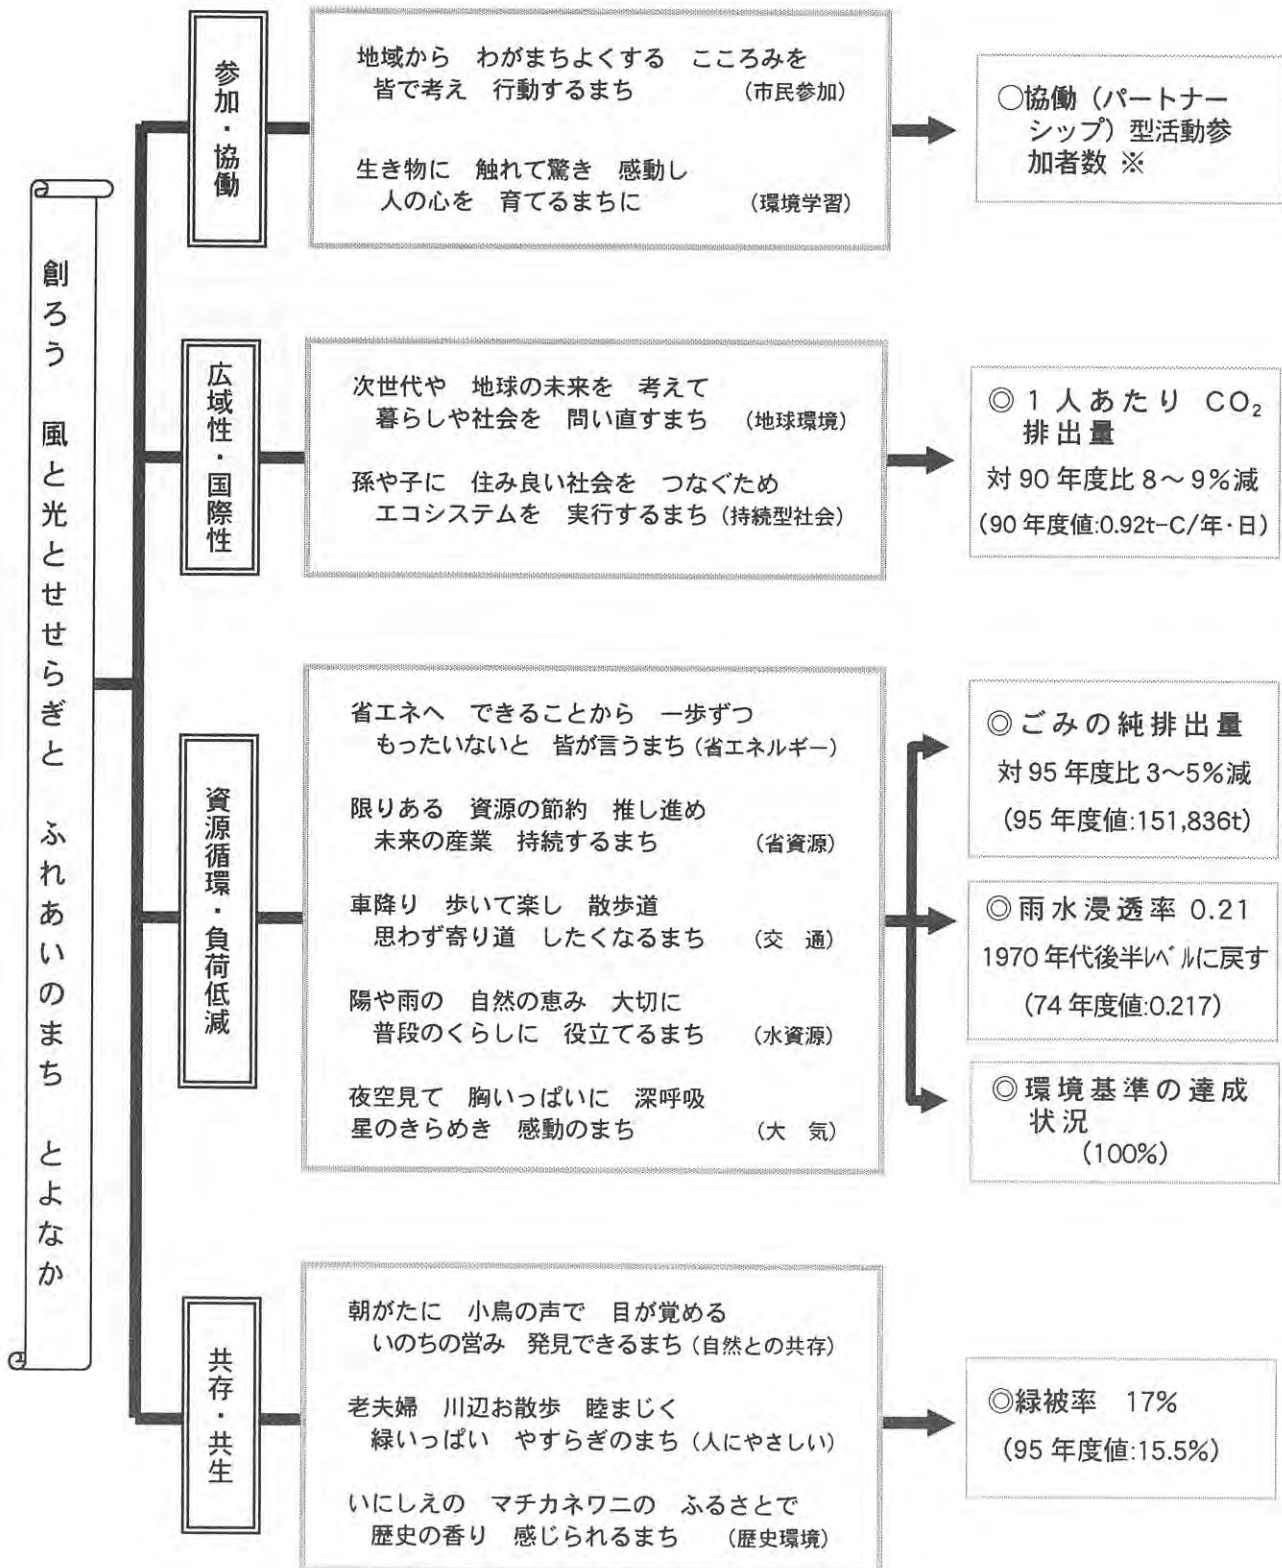 創ろう 風と光とせせらぎと ふれあいのまち とよなか
参加・協働
地域から わがまちよくする こころみを
皆で考え 行動するまち (市民参加)
生き物に 触れて驚き 感動し
人の心を 育てるまちに (環境学習)
○協働(パートナー
シップ)型活動参
加者数 ※
広域性・国際性
次世代や 地球の未来を 考えて
暮らしや社会を 問い直すまち (地球環境)
孫や子に 住み良い社会を つなぐため
エコシステムを 実行するまち (持続型社会)
◎1人あたり CO₂
排出量
対90年度比8~9%減
(90年度値:0.92t-C/年・日)
資源循環・負荷低減
省エネへ できることから 一歩ずつ
もったいないと 皆が言うまち (省エネルギー)
限りある 資源の節約 推し進め
未来の産業 持続するまち (省資源)
車降り 歩いて楽し 散歩道
思わず寄り道 したくなるまち (交 通)
陽や雨の 自然の恵み 大切に
普段のくらしに 役立てるまち (水資源)
夜空見て 胸いっぱいに 深呼吸
星のきらめき 感動のまち (大 気)
◎ごみの純排出量
対95年度比3~5%減
(95年度値:151,836t)
◎雨水浸透率 0.21
1970年代後半レベルに戻す
(74年度値:0.217)
◎環境基準の達成
状況
(100%)
共存・共生
朝がたに 小鳥の声で 目が覚める
いのちの営み 発見できるまち (自然との共存)
老夫婦 川辺お散歩 睦まじく
緑いっぱい やすらぎのまち (人にやさしい)
いにしえの マチカネワニの ふるさとで
歴史の香り 感じられるまち (歴史環境)
◎緑被率 17%
(95年度値:15.5%)